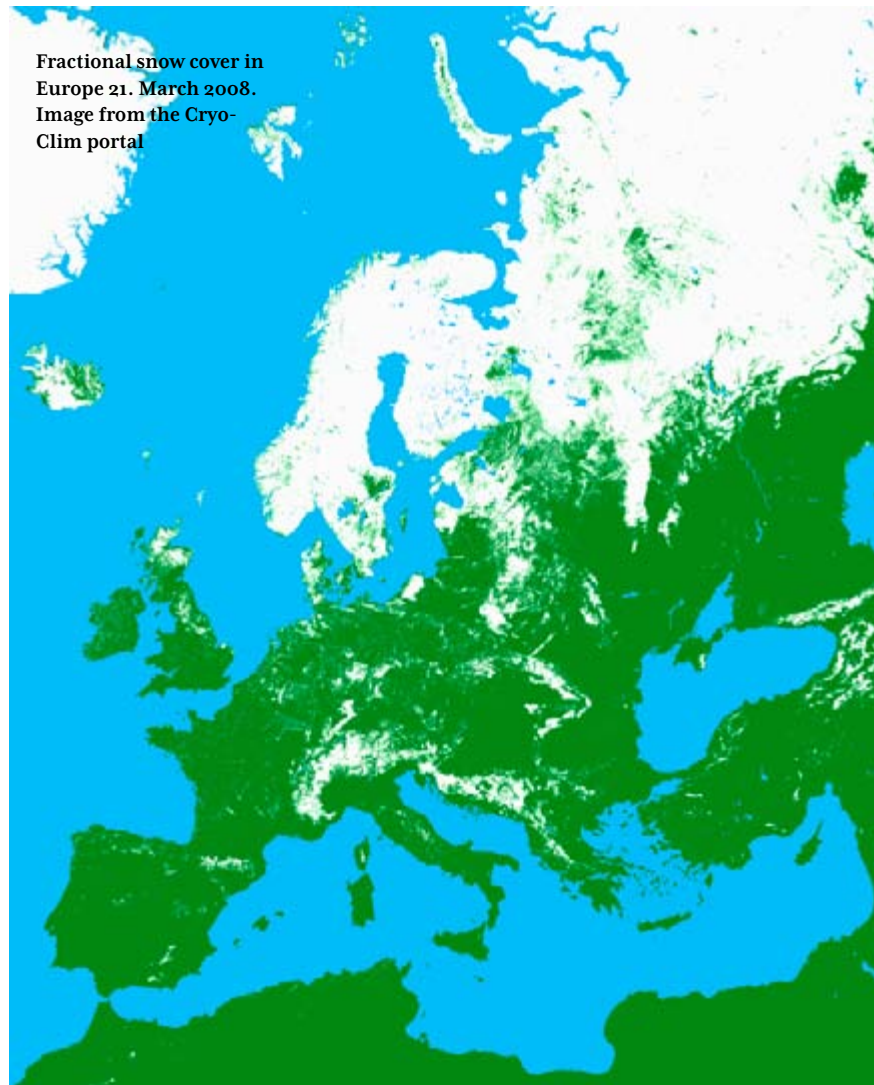 Fractional snow cover in
Europe 21. March 2008.
Image from the Cryo-
Clim portal